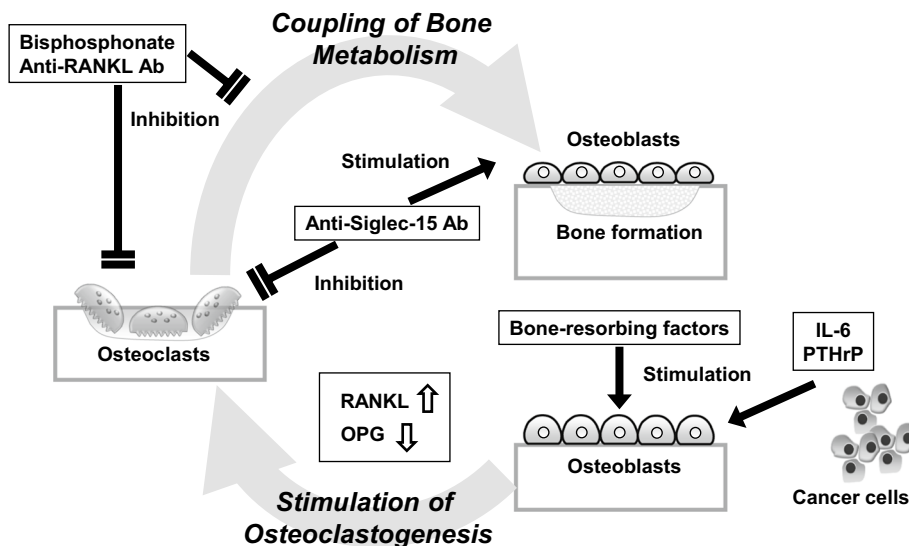 Coupling of Bone
Metabolism
Bisphosphonate
Anti-RANKL Ab
Inhibition
Stimulation
Osteoblasts
Anti-Siglec-15 Ab
Bone formation
Inhibition
Osteoclasts
Bone-resorbing factors
IL-6
PTHrP
Stimulation
RANKL
OPG
Osteoblasts
Cancer cells
Stimulation of
Osteoclastogenesis